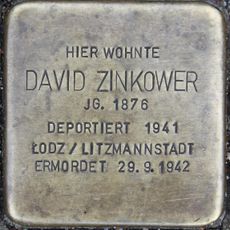 HIER WOHNTE
DAVID ZINKOWER
JG. 1876
DEPORTIERT 1941
ŁODZ/LITZMANNSTADT
ERMORDET 29.9.1942